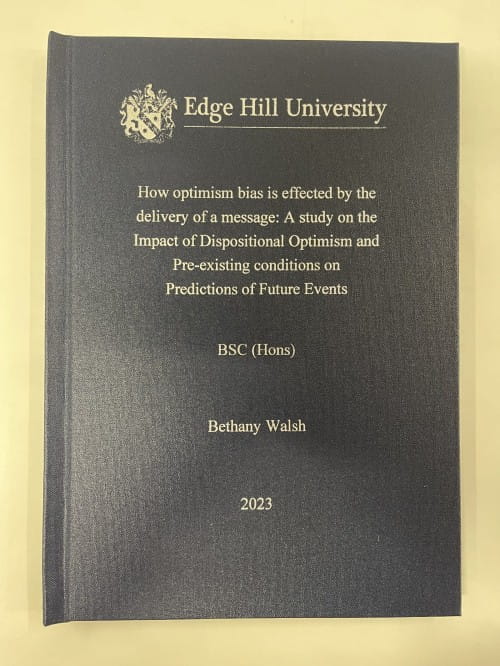 Edge Hill University
How optimism bias is effected by the
delivery of a message: A study on the
Impact of Dispositional Optimism and
Pre-existing conditions on
Predictions of Future Events
BSC (Hons)
Bethany Walsh
2023